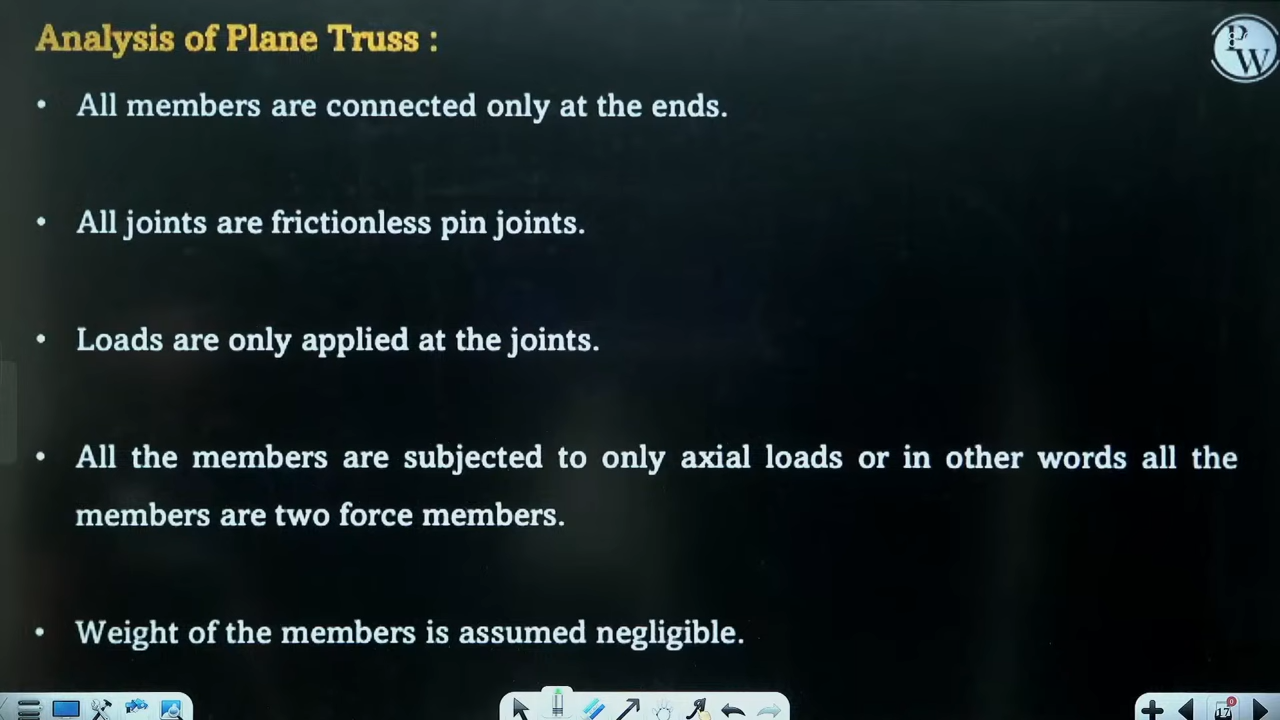 Analysis of Plane Truss :
P
W
• All members are connected only at the ends.
• All joints are frictionless pin joints.
• Loads are only applied at the joints.
• All the members are subjected to only axial loads or in other words all the
members are two force members.
• Weight of the members is assumed negligible.
17